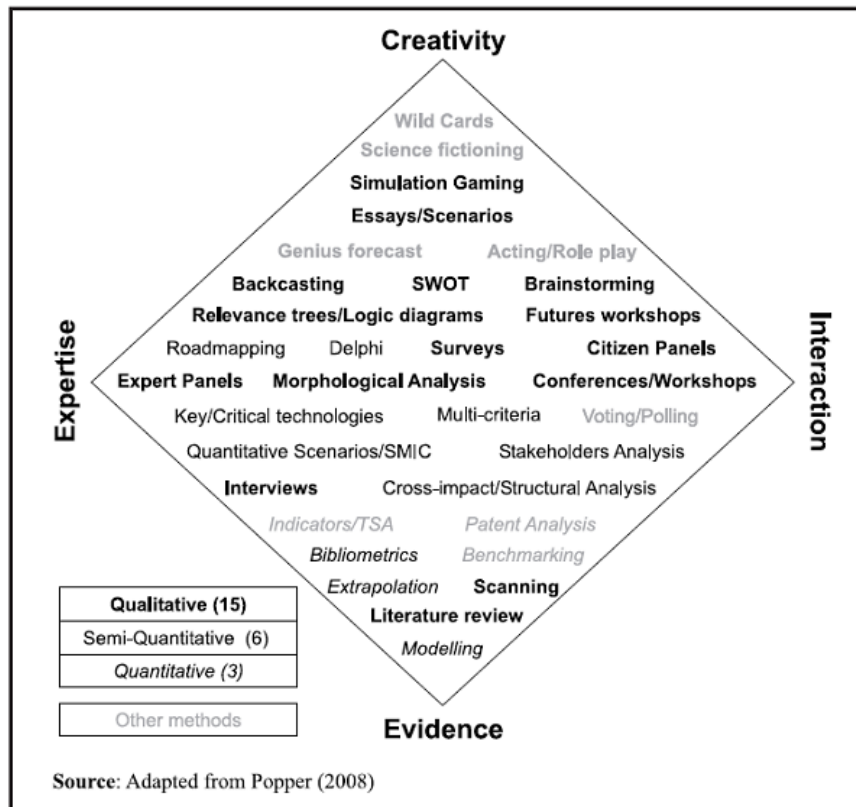 Creativity
Wild Cards
Science fictioning
Simulation Gaming
Essays/Scenarios
Genius forecast Acting/Role play
Backcasting SWOT Brainstorming
Relevance trees/Logic diagrams Futures workshops
Roadmapping Delphi Surveys Citizen Panels
Expert Panels Morphological Analysis Conferences/Workshops
Key/Critical technologies Multi-criteria Voting/Polling
Quantitative Scenarios/SMIC Stakeholders Analysis
Interviews Cross-impact/Structural Analysis
Indicators/TSA Patent Analysis
Bibliometrics Benchmarking
Extrapolation Scanning
Literature review
Modelling
Expertise
Interaction
Evidence
Qualitative (15)
Semi-Quantitative (6)
Quantitative (3)
Other methods
Source: Adapted from Popper (2008)